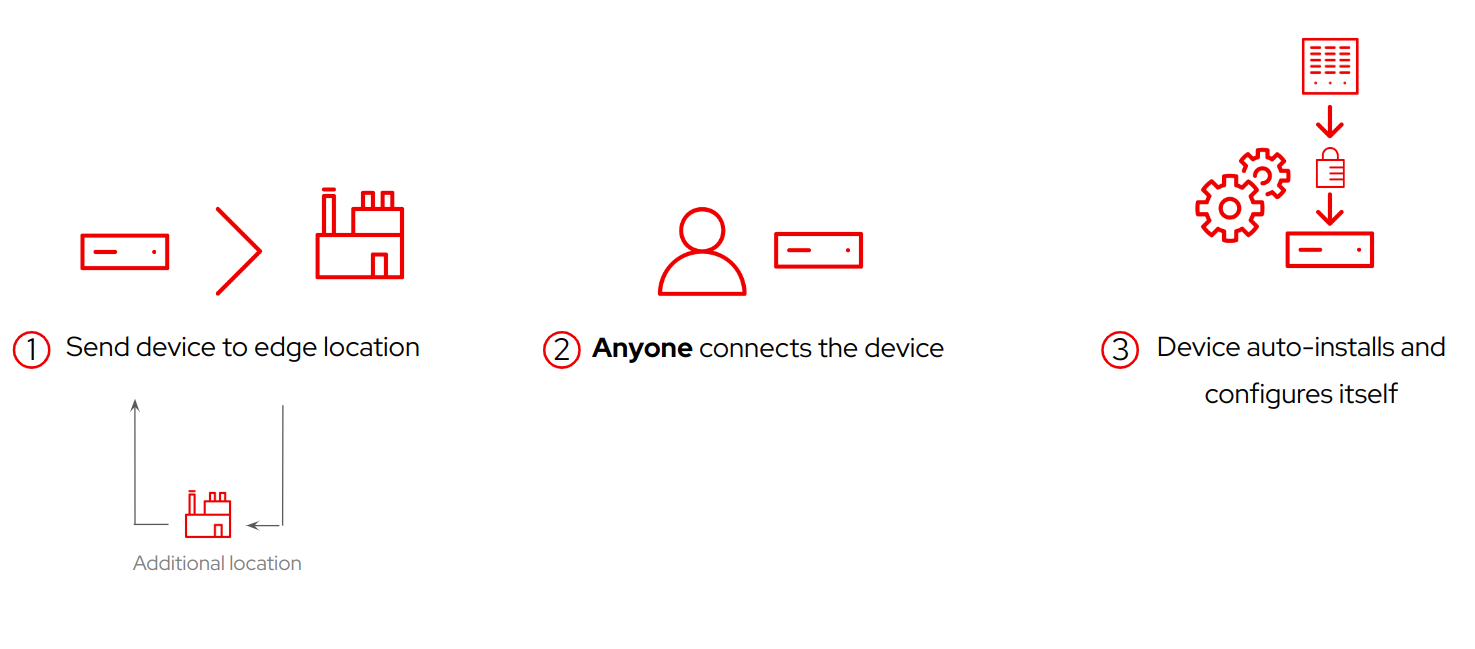 1 Send device to edge location
2 Anyone connects the device
3 Device auto-installs and
configures itself
Additional location